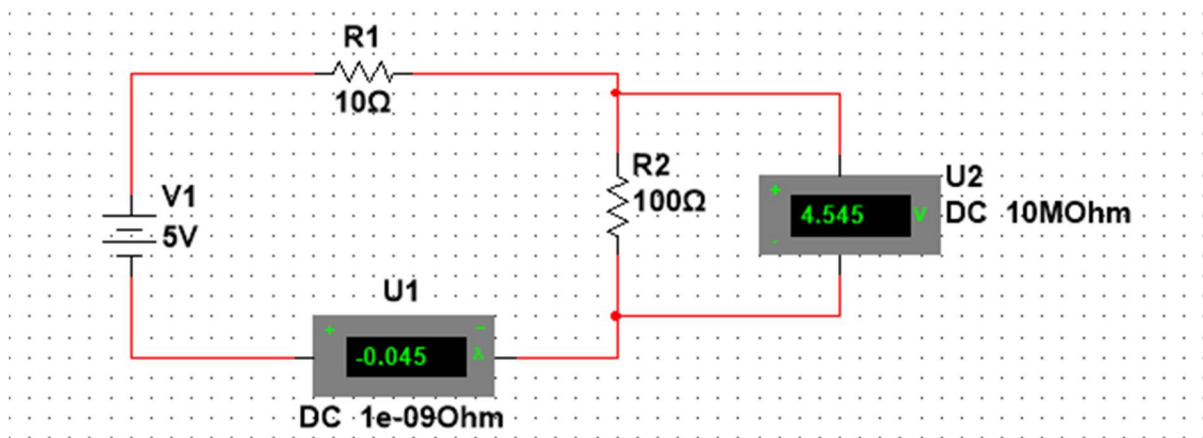 R1
10Ω
V1
5V
R2
100Ω
+
-
4.545
V
U2
DC 10MOhm
U1
+
-
-0.045
A
DC 1e-09Ohm